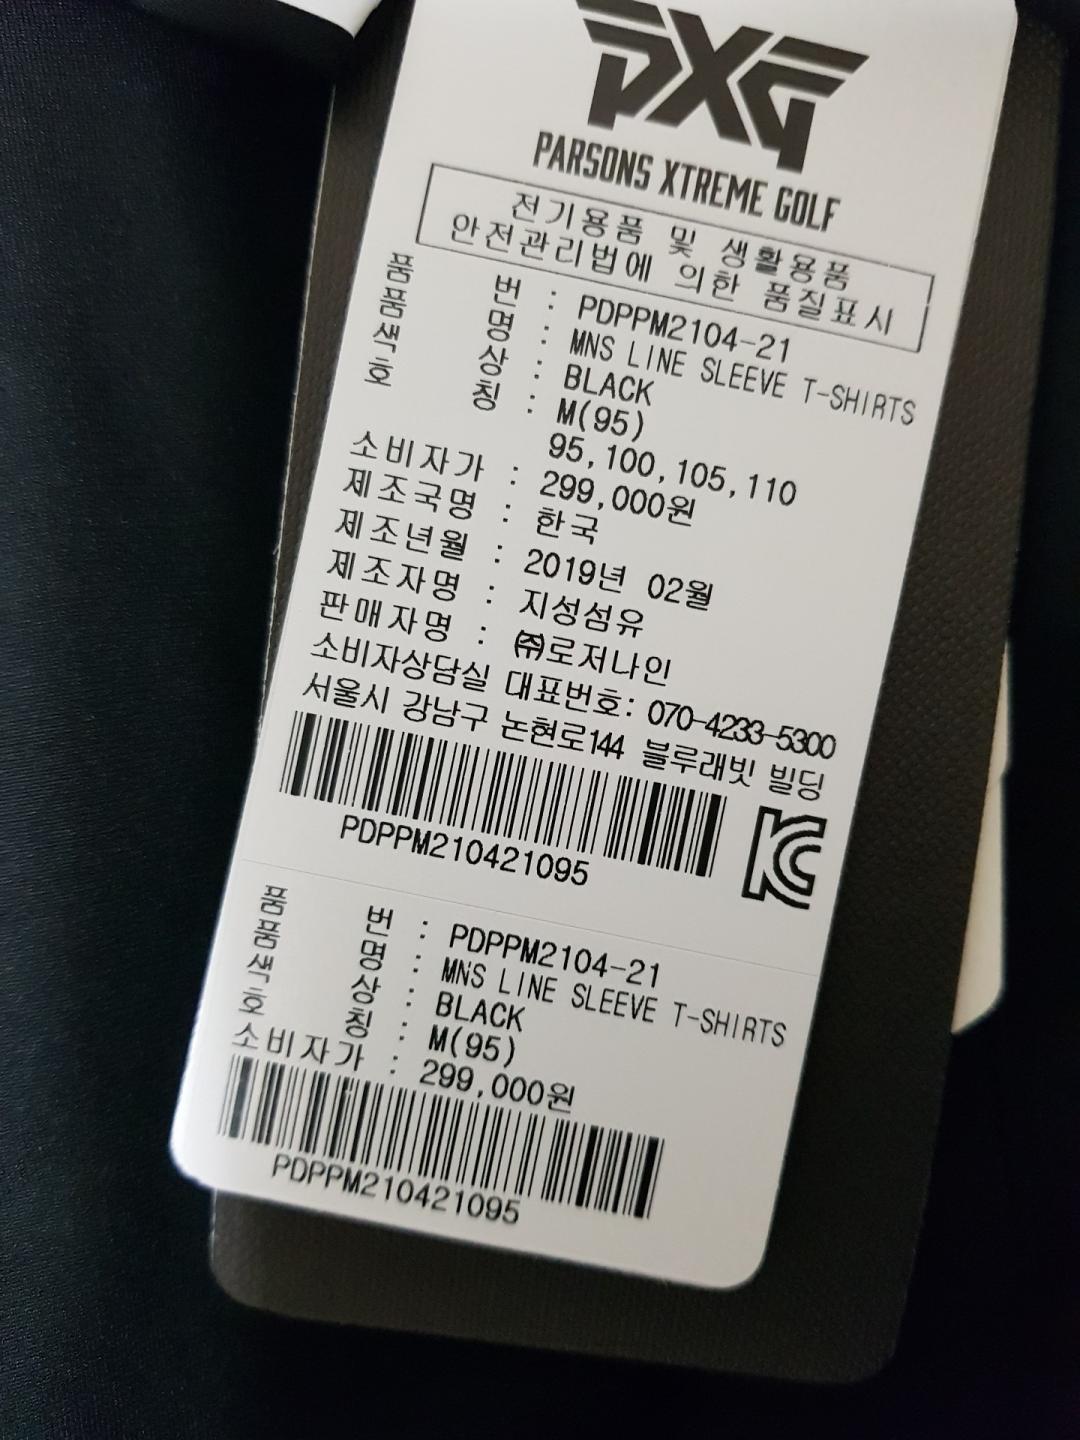 PXG
PARSONS XTREME GOLF
전기용품 및 생활용품
안전관리법에 의한 품질표시
품 번 : PDPPM2104-21
품 명 : MNS LINE SLEEVE T-SHIRTS
색 상 : BLACK
호 칭 : M(95)
95,100,105,110
소비자가 : 299,000원
제조국명 : 한국
제조년월 : 2019년 02월
제조자명 : 지성섬유
판매자명 : ㈜로저나인
소비자상담실 대표번호: 070-4233-5300
서울시 강남구 논현로144 블루래빗 빌딩
PDPPM210421095
품 번 : PDPPM2104-21
품 명 : MNS LINE SLEEVE T-SHIRTS
색 상 : BLACK
호 칭 : M(95)
소비자가 : 299,000원
PDPPM210421095